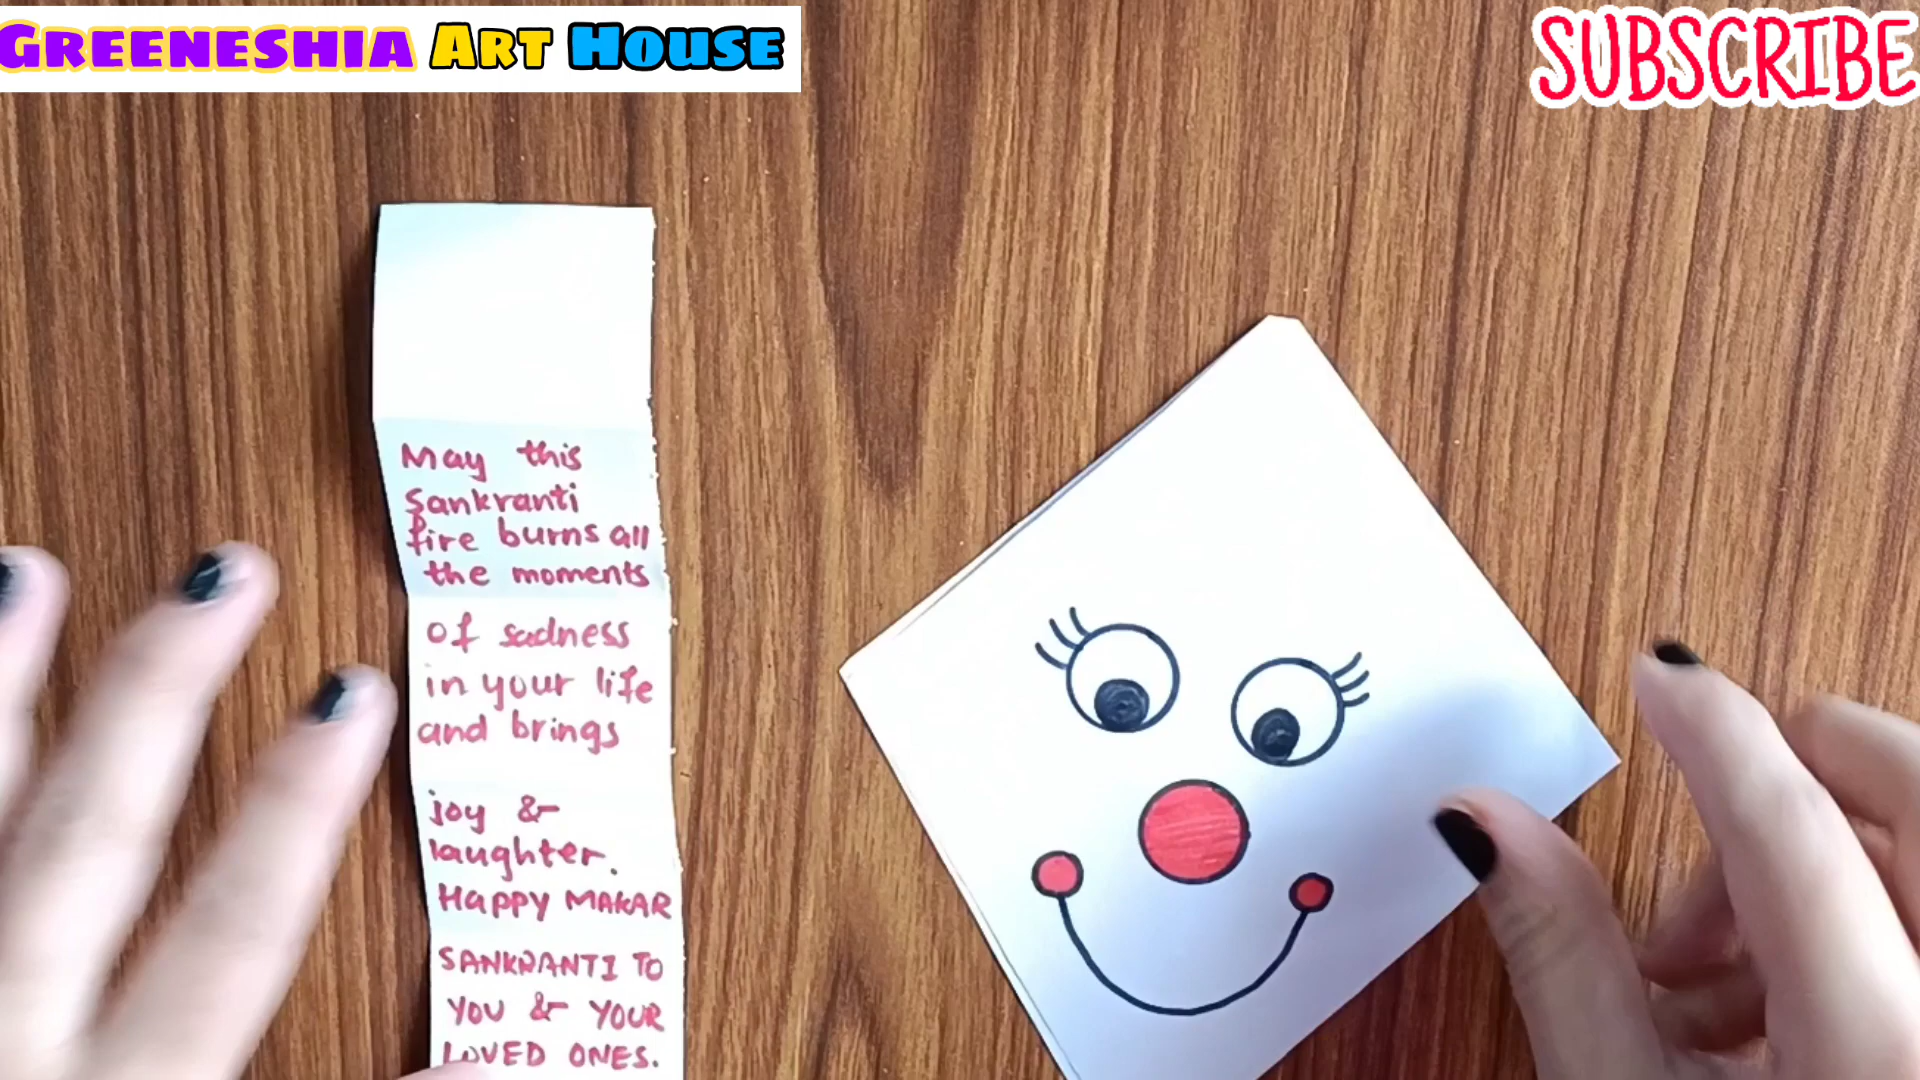 GREENESHIA ART HOUSE
SUBSCRIBE
May this
Sankranti
fire burns all
the moments
of sadness
in your life
and brings
joy &
laughter.
Happy MAKAR
SANKRANTI TO
YOU & YOUR
LOVED ONES.